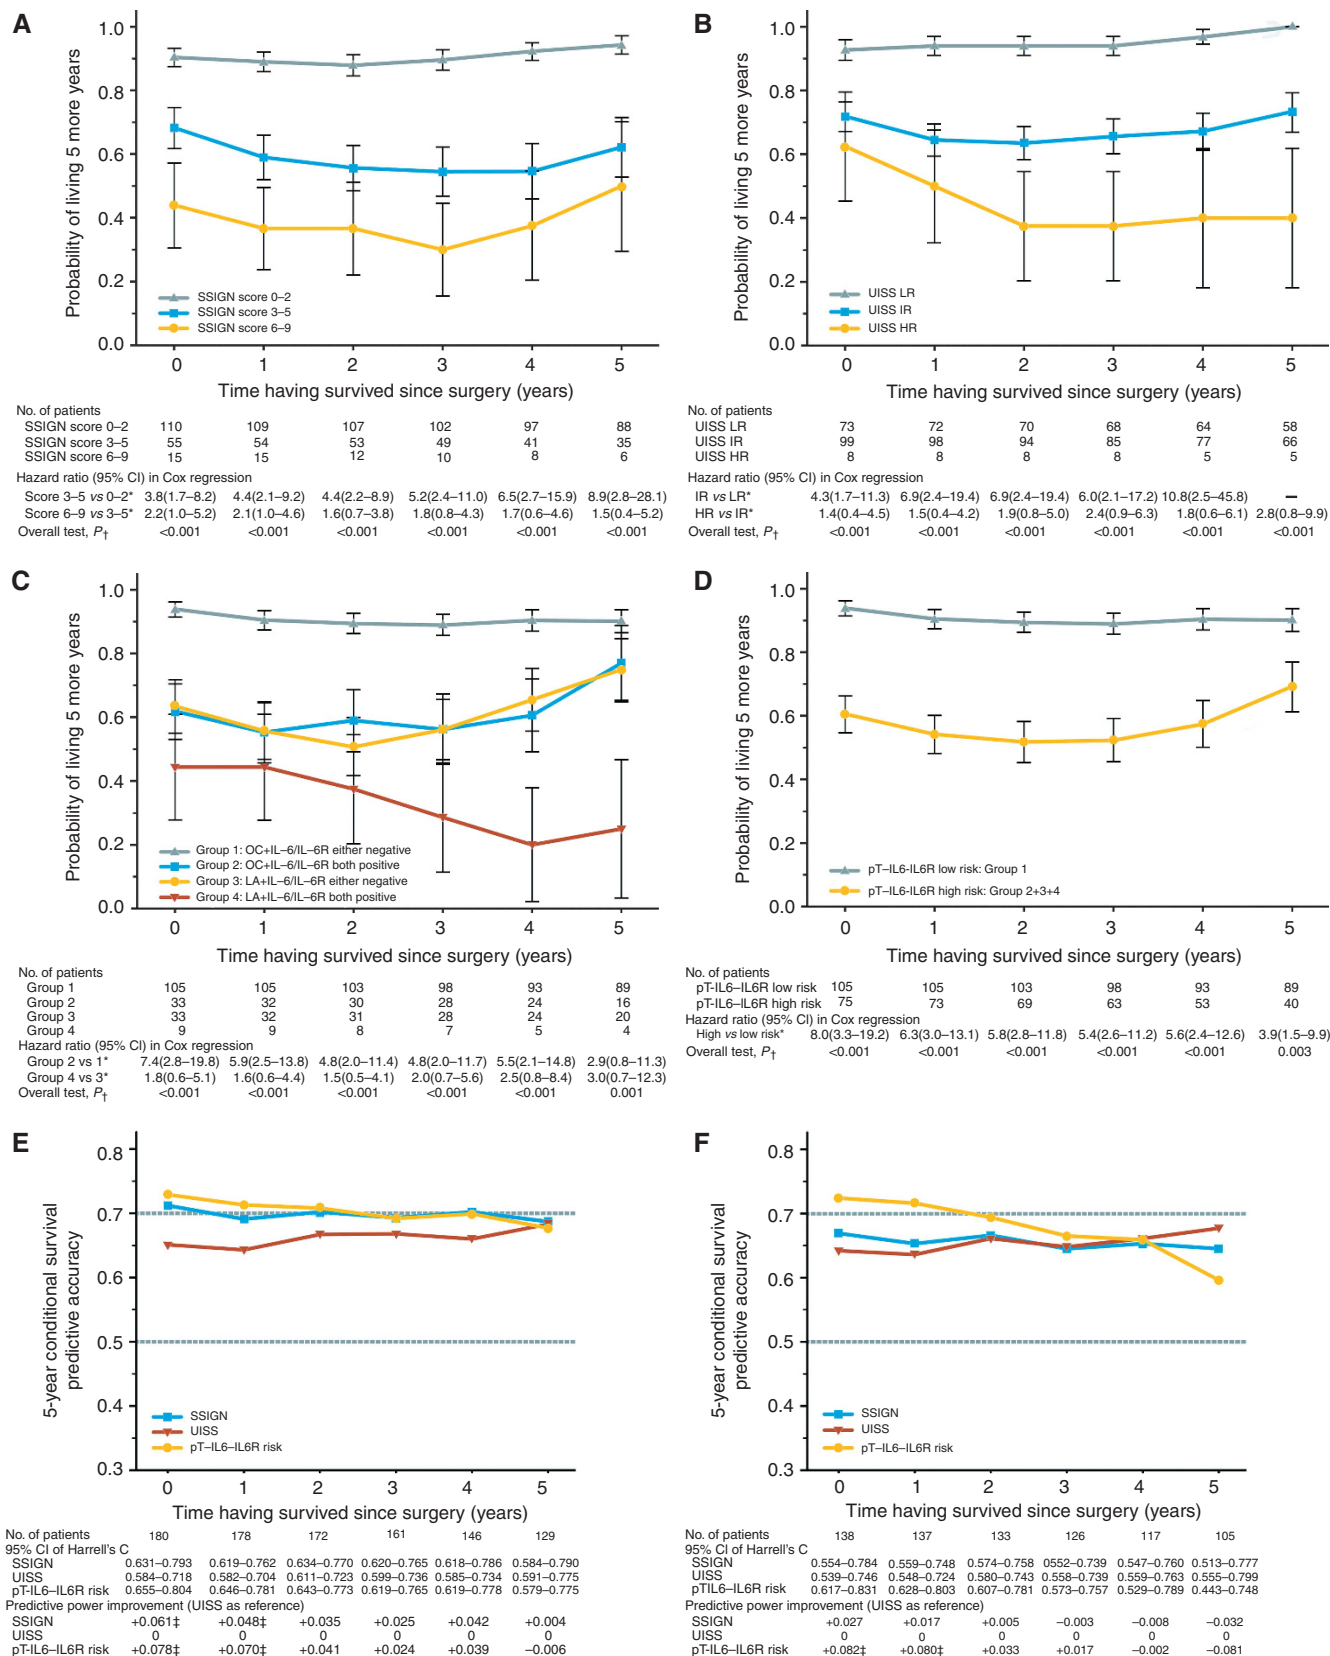 A
Probability of living 5 more years
1.0
0.8
0.6
0.4
0.2
0.0
SSIGN score 0–2
SSIGN score 3–5
SSIGN score 6–9
0 1 2 3 4 5
Time having survived since surgery (years)
No. of patients
SSIGN score 0–2 110 109 107 102 97 88
SSIGN score 3–5 55 54 53 49 41 35
SSIGN score 6–9 15 15 12 10 8 6
Hazard ratio (95% CI) in Cox regression
Score 3–5 vs 0–2* 3.8(1.7–8.2) 4.4(2.1–9.2) 4.4(2.2–8.9) 5.2(2.4–11.0) 6.5(2.7–15.9) 8.9(2.8–28.1)
Score 6–9 vs 3–5* 2.2(1.0–5.2) 2.1(1.0–4.6) 1.6(0.7–3.8) 1.8(0.8–4.3) 1.7(0.6–4.6) 1.5(0.4–5.2)
Overall test, P† <0.001 <0.001 <0.001 <0.001 <0.001 <0.001
B
Probability of living 5 more years
1.0
0.8
0.6
0.4
0.2
0.0
UISS LR
UISS IR
UISS HR
0 1 2 3 4 5
Time having survived since surgery (years)
No. of patients
UISS LR 73 72 70 68 64 58
UISS IR 99 98 94 85 77 66
UISS HR 8 8 8 8 5 5
Hazard ratio (95% CI) in Cox regression
IR vs LR* 4.3(1.7–11.3) 6.9(2.4–19.4) 6.9(2.4–19.4) 6.0(2.1–17.2) 10.8(2.5–45.8) –
HR vs IR* 1.4(0.4–4.5) 1.5(0.4–4.2) 1.9(0.8–5.0) 2.4(0.9–6.3) 1.8(0.6–6.1) 2.8(0.8–9.9)
Overall test, P† <0.001 <0.001 <0.001 <0.001 <0.001 <0.001
C
Probability of living 5 more years
1.0
0.8
0.6
0.4
0.2
0.0
Group 1: OC+IL–6/IL–6R either negative
Group 2: OC+IL–6/IL–6R both positive
Group 3: LA+IL–6/IL–6R either negative
Group 4: LA+IL–6/IL–6R both positive
0 1 2 3 4 5
Time having survived since surgery (years)
No. of patients
Group 1 105 105 103 98 93 89
Group 2 33 32 30 28 24 16
Group 3 33 32 31 28 24 20
Group 4 9 9 8 7 5 4
Hazard ratio (95% CI) in Cox regression
Group 2 vs 1* 7.4(2.8–19.8) 5.9(2.5–13.8) 4.8(2.0–11.4) 4.8(2.0–11.7) 5.5(2.1–14.8) 2.9(0.8–11.3)
Group 4 vs 3* 1.8(0.6–5.1) 1.6(0.6–4.4) 1.5(0.5–4.1) 2.0(0.7–5.6) 2.5(0.8–8.4) 3.0(0.7–12.3)
Overall test, P† <0.001 <0.001 <0.001 <0.001 <0.001 0.001
D
Probability of living 5 more years
1.0
0.8
0.6
0.4
0.2
0.0
pT–IL6-IL6R low risk: Group 1
pT–IL6-IL6R high risk: Group 2+3+4
0 1 2 3 4 5
Time having survived since surgery (years)
No. of patients
pT-IL6–IL6R low risk 105 105 103 98 93 89
pT-IL6–IL6R high risk 75 73 69 63 53 40
Hazard ratio (95% CI) in Cox regression
High vs low risk* 8.0(3.3–19.2) 6.3(3.0–13.1) 5.8(2.8–11.8) 5.4(2.6–11.2) 5.6(2.4–12.6) 3.9(1.5–9.9)
Overall test, P† <0.001 <0.001 <0.001 <0.001 <0.001 0.003
E
5-year conditional survival
predictive accuracy
0.8
0.7
0.6
0.5
0.4
0.3
SSIGN
UISS
pT–IL6–IL6R risk
0 1 2 3 4 5
Time having survived since surgery (years)
No. of patients 180 178 172 161 146 129
95% CI of Harrell's C
SSIGN 0.631–0.793 0.619–0.762 0.634–0.770 0.620–0.765 0.618–0.786 0.584–0.790
UISS 0.584–0.718 0.582–0.704 0.611–0.723 0.599–0.736 0.585–0.734 0.591–0.775
pT-IL6–IL6R risk 0.655–0.804 0.646–0.781 0.643–0.773 0.619–0.765 0.619–0.778 0.579–0.775
Predictive power improvement (UISS as reference)
SSIGN +0.061‡ +0.048‡ +0.035 +0.025 +0.042 +0.004
UISS 0 0 0 0 0 0
pT-IL6–IL6R risk +0.078‡ +0.070‡ +0.041 +0.024 +0.039 –0.006
F
5-year conditional survival
predictive accuracy
0.8
0.7
0.6
0.5
0.4
0.3
SSIGN
UISS
pT–IL6–IL6R risk
0 1 2 3 4 5
Time having survived since surgery (years)
No. of patients 138 137 133 126 117 105
95% CI of Harrell's C
SSIGN 0.554–0.784 0.559–0.748 0.574–0.758 0552–0.739 0.547–0.760 0.513–0.777
UISS 0.539–0.746 0.548–0.724 0.580–0.743 0.558–0.739 0.559–0.763 0.555–0.799
pTIL6–IL6R risk 0.617–0.831 0.628–0.803 0.607–0.781 0.573–0.757 0.529–0.789 0.443–0.748
Predictive power improvement (UISS as reference)
SSIGN +0.027 +0.017 +0.005 –0.003 –0.008 –0.032
UISS 0 0 0 0 0 0
pT-IL6–IL6R risk +0.082‡ +0.080‡ +0.033 +0.017 –0.002 –0.081